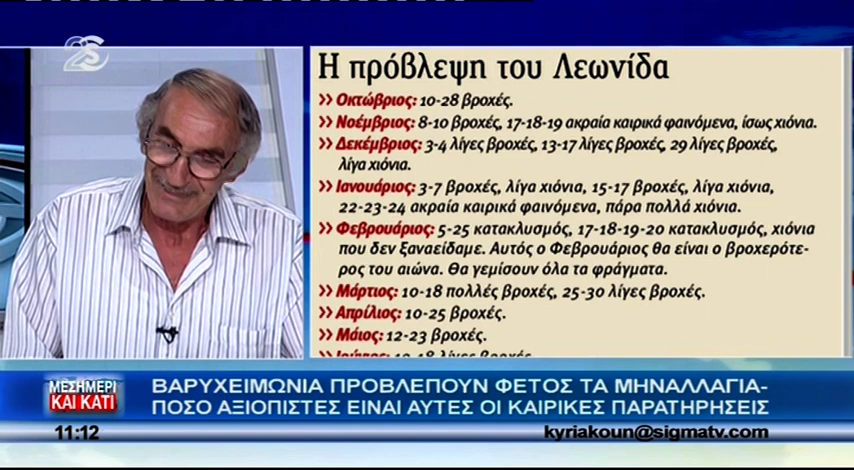 2S
Η πρόβλεψη του Λεωνίδα
>> Οκτώβριος: 10-28 βροχές.
>> Νοέμβριος: 8-10 βροχές, 17-18-19 ακραία καιρικά φαινόμενα, ίσως χιόνια.
>> Δεκέμβριος: 3-4 λίγες βροχές, 13-17 λίγες βροχές, 29 λίγες βροχές,
λίγα χιόνια.
>> Ιανουάριος: 3-7 βροχές, λίγα χιόνια, 15-17 βροχές, λίγα χιόνια,
22-23-24 ακραία καιρικά φαινόμενα, πάρα πολλά χιόνια.
>> Φεβρουάριος: 5-25 κατακλυσμός, 17-18-19-20 κατακλυσμός, χιόνια
που δεν ξαναείδαμε. Αυτός ο Φεβρουάριος θα είναι ο βροχερότε-
ρος του αιώνα. Θα γεμίσουν όλα τα φράγματα.
>> Μάρτιος: 10-18 πολλές βροχές, 25-30 λίγες βροχές.
>> Απρίλιος: 10-25 βροχές.
>> Μάιος: 12-23 βροχές.
>> Ιούνιος: 10-18 λίγες βροχές.
ΜΕΣΗΜΕΡΙ
ΚΑΙ ΚΑΤΙ
ΒΑΡΥΧΕΙΜΩΝΙΑ ΠΡΟΒΛΕΠΟΥΝ ΦΕΤΟΣ ΤΑ ΜΗΝΑΛΛΑΓΙΑ-
ΠΟΣΟ ΑΞΙΟΠΙΣΤΕΣ ΕΙΝΑΙ ΑΥΤΕΣ ΟΙ ΚΑΙΡΙΚΕΣ ΠΑΡΑΤΗΡΗΣΕΙΣ
11:12
kyriakoun@sigmatv.com